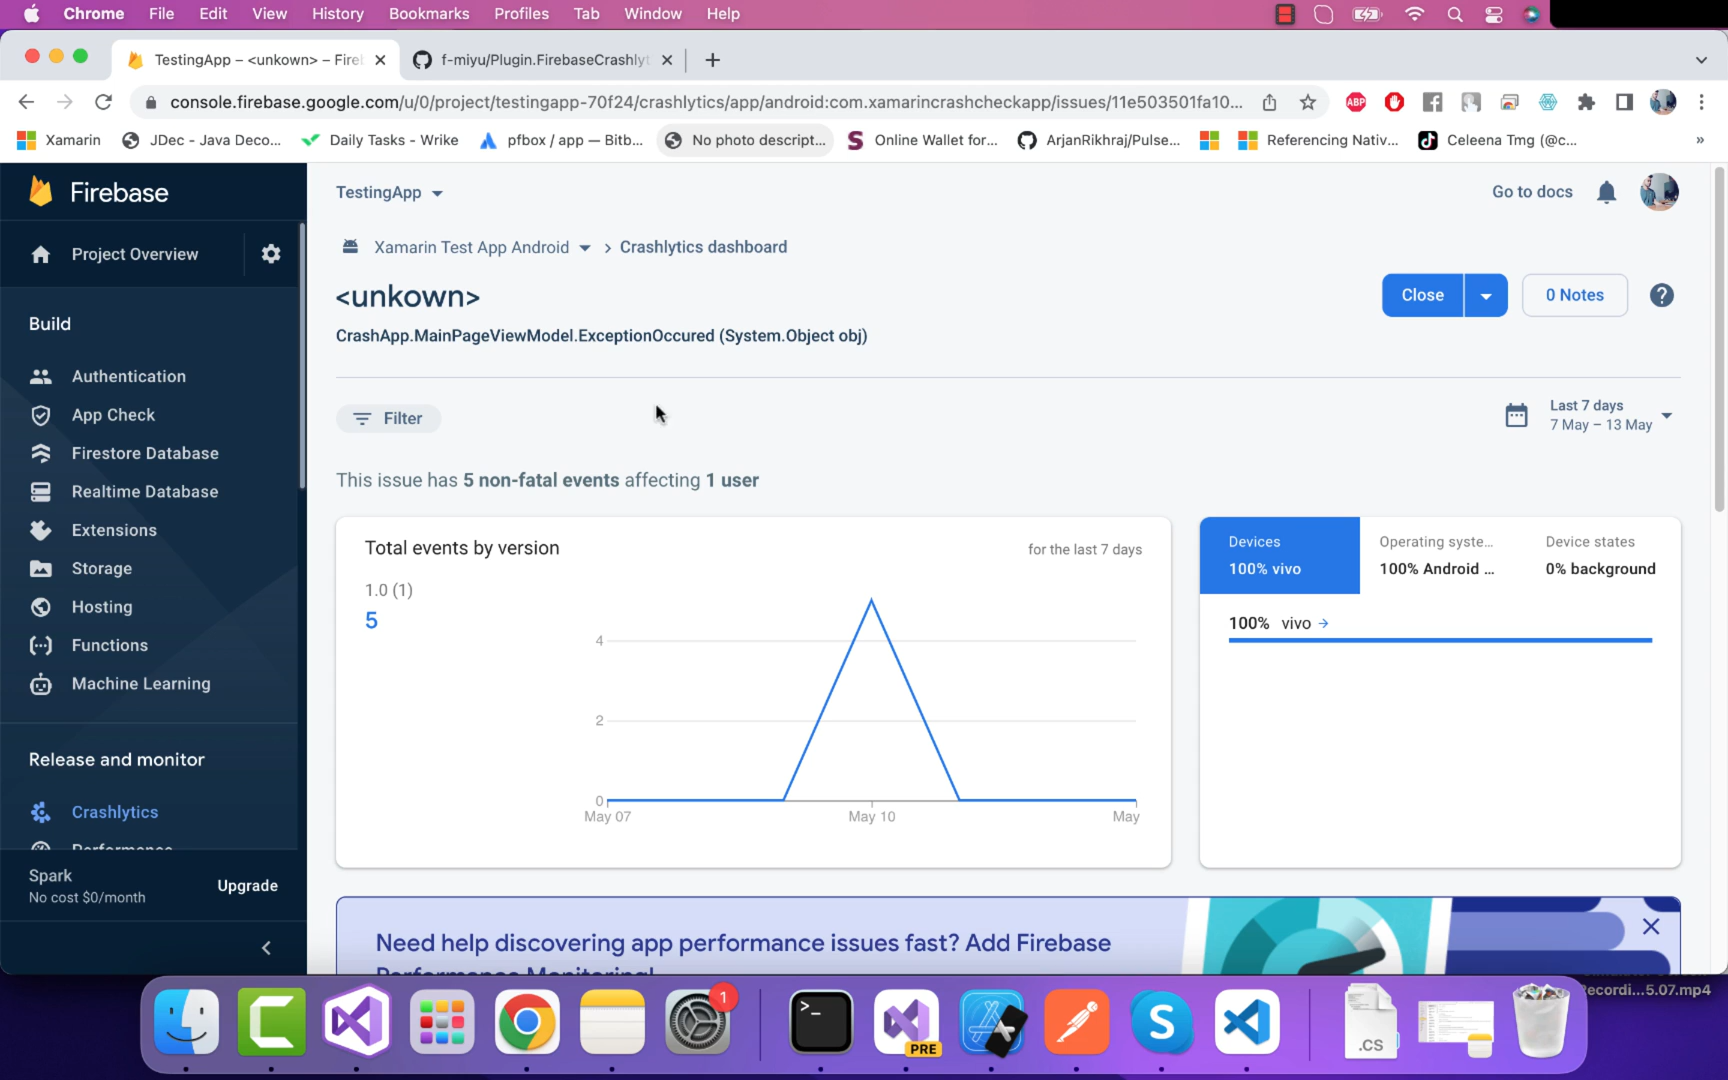 Chrome File Edit View History Bookmarks Profiles Tab Window Help
TestingApp – <unkown> – Fire
f-miyu/Plugin.FirebaseCrashlyt
console.firebase.google.com/u/0/project/testingapp-70f24/crashlytics/app/android:com.xamarincrashcheckapp/issues/11e503501fa10...
ABP
Xamarin JDec - Java Deco... Daily Tasks - Wrike pfbox / app — Bitb... No photo descript... Online Wallet for... ArjanRikhraj/Pulse... Referencing Nativ... Celeena Tmg (@c... »
Firebase
Project Overview
Build
Authentication
App Check
Firestore Database
Realtime Database
Extensions
Storage
Hosting
Functions
Machine Learning
Release and monitor
Crashlytics
Performance
Spark
No cost $0/month
Upgrade
TestingApp
Go to docs
Xamarin Test App Android > Crashlytics dashboard
<unkown>
CrashApp.MainPageViewModel.ExceptionOccured (System.Object obj)
Close
0 Notes
Filter
Last 7 days
7 May – 13 May
This issue has 5 non-fatal events affecting 1 user
Total events by version
for the last 7 days
1.0 (1)
5
4
2
0
May 07
May 10
May
Devices
100% vivo
Operating syste...
100% Android ...
Device states
0% background
100% vivo
Need help discovering app performance issues fast? Add Firebase
Performance Monitoring!
Recordi...5.07.mp4
1
PRE
.CS